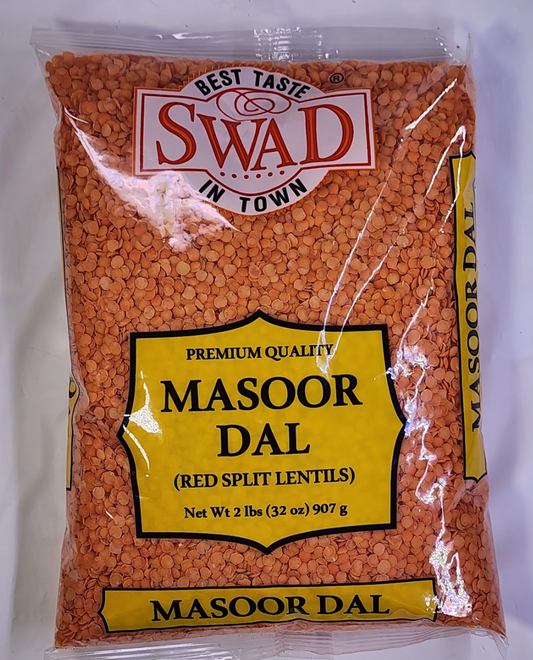 BEST TASTE
SWAD®
IN TOWN
PREMIUM QUALITY
MASOOR
DAL
(RED SPLIT LENTILS)
Net Wt 2 lbs (32 oz) 907 g
MASOOR DAL
MASOOR DAL